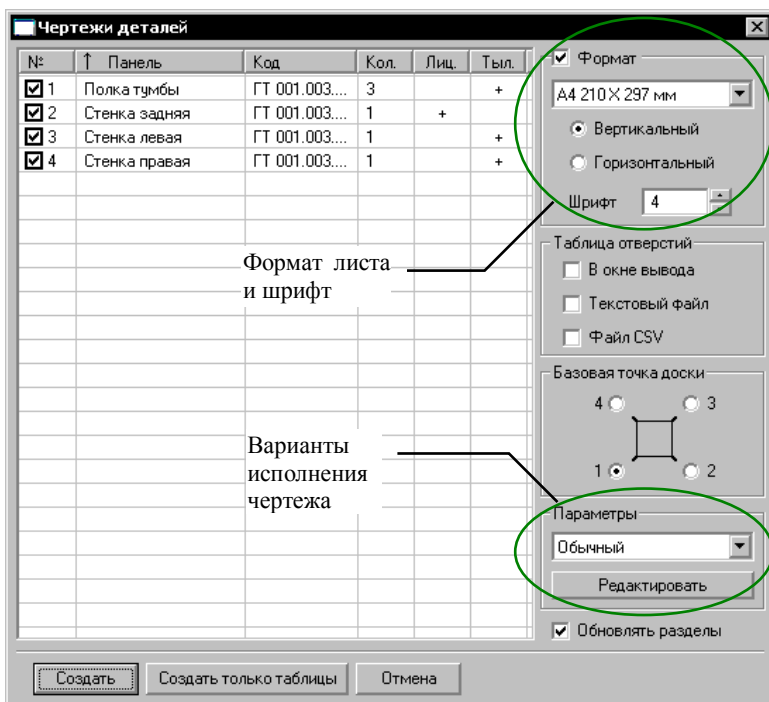 Чертежи деталей
№ ↑ Панель Код Кол. Лиц. Тыл.
1 Полка тумбы ГТ 001.003.... 3 +
2 Стенка задняя ГТ 001.003.... 1 +
3 Стенка левая ГТ 001.003.... 1 +
4 Стенка правая ГТ 001.003.... 1 +
Формат
A4 210 X 297 мм
Вертикальный
Горизонтальный
Шрифт 4
Формат листа
и шрифт
Таблица отверстий
В окне вывода
Текстовый файл
Файл CSV
Базовая точка доски
4 3
1 2
Варианты
исполнения
чертежа
Параметры
Обычный
Редактировать
Обновлять разделы
Создать Создать только таблицы Отмена